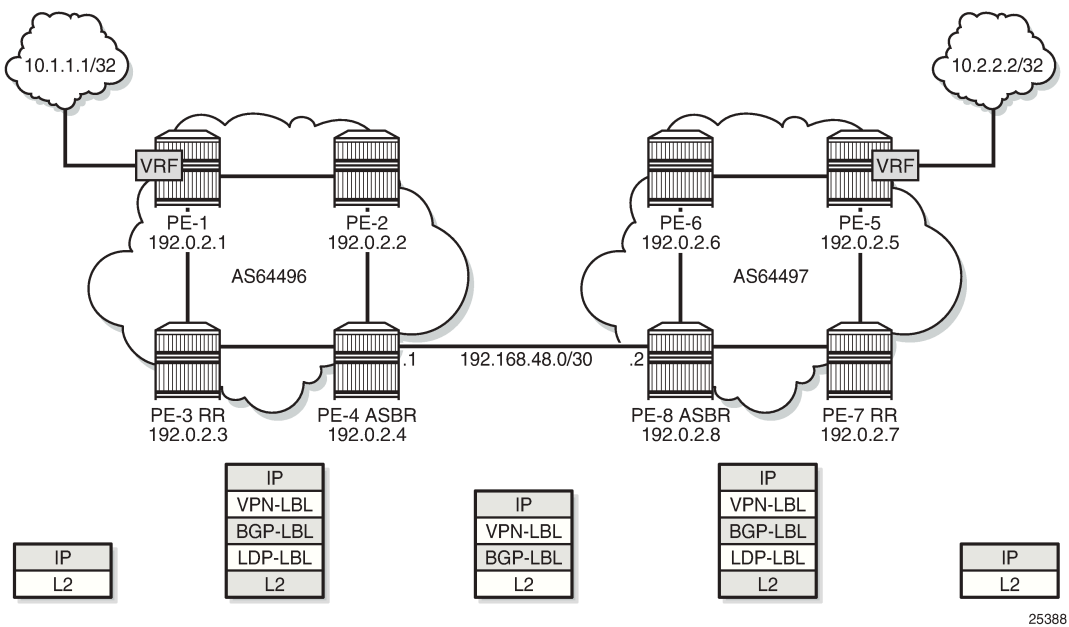 10.1.1.1/32
10.2.2.2/32
VRF
VRF
PE-1
192.0.2.1
PE-2
192.0.2.2
PE-6
192.0.2.6
PE-5
192.0.2.5
AS64496
AS64497
.1
192.168.48.0/30
.2
PE-3 RR
192.0.2.3
PE-4 ASBR
192.0.2.4
PE-8 ASBR
192.0.2.8
PE-7 RR
192.0.2.7
IP
L2
IP
VPN-LBL
BGP-LBL
LDP-LBL
L2
IP
VPN-LBL
BGP-LBL
L2
IP
VPN-LBL
BGP-LBL
LDP-LBL
L2
IP
L2
25388